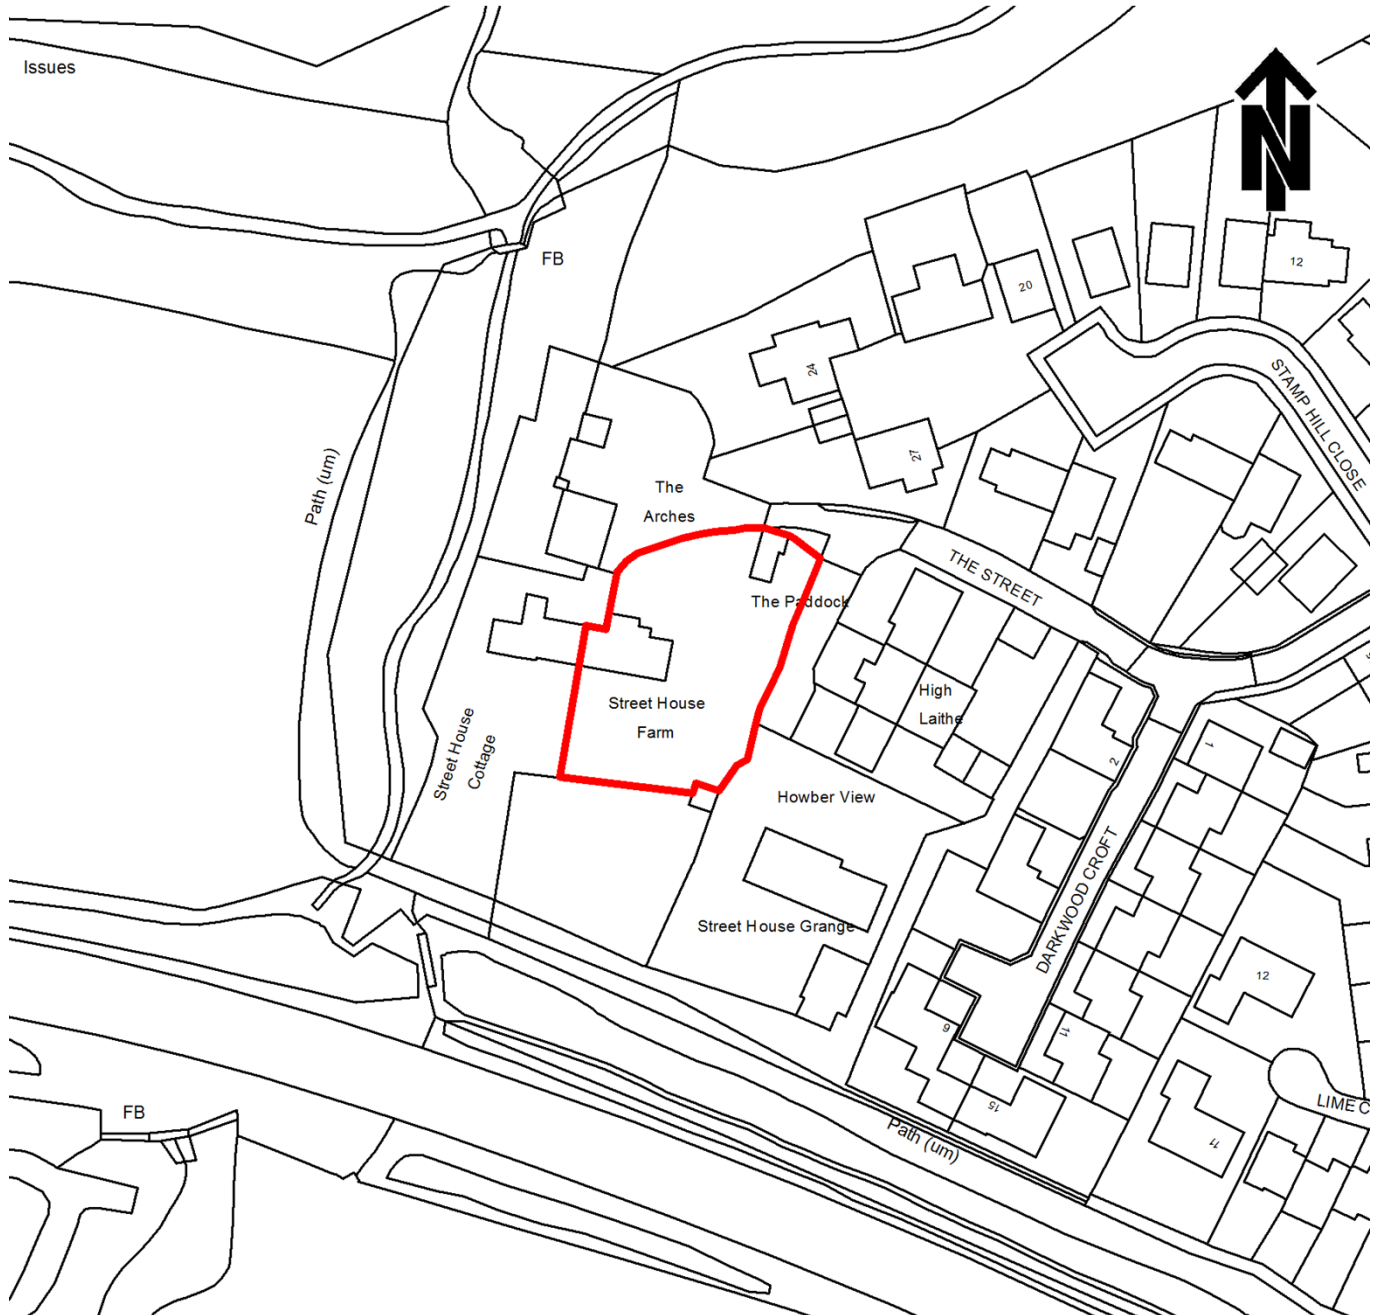 Issues
N
FB
12
20
24
27
STAMP HILL CLOSE
Path (um)
The
Arches
THE STREET
The Paddock
High
Laithe
Street House
Farm
Street House
Cottage
2
1
Howber View
DARKWOOD CROFT
Street House Grange
12
9
11
15
Path (um)
11
LIME C
FB